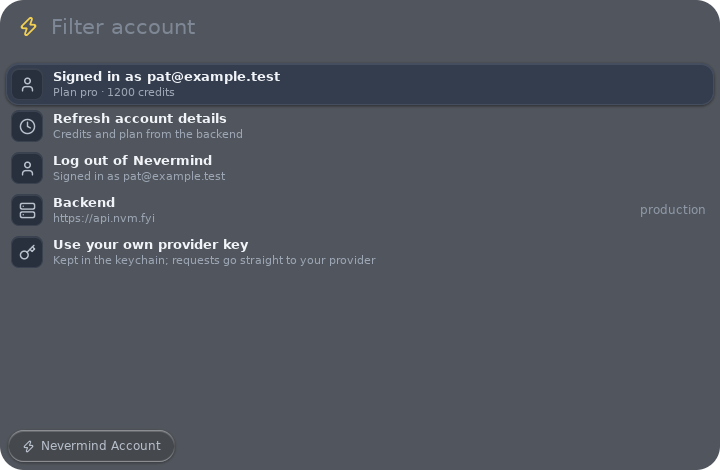 Filter account
Signed in as pat@example.test
Plan pro · 1200 credits
Refresh account details
Credits and plan from the backend
Log out of Nevermind
Signed in as pat@example.test
Backend
https://api.nvm.fyi
production
Use your own provider key
Kept in the keychain; requests go straight to your provider
Nevermind Account